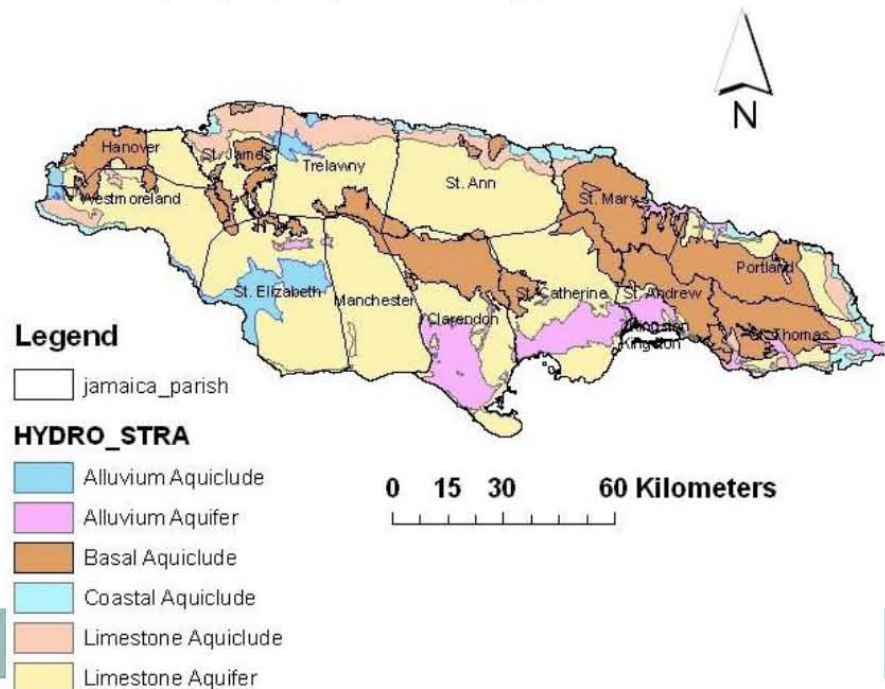 N
Hanover
St. James
Trelawny
St. Ann
St. Mary
Westmoreland
Portland
St. Elizabeth
Manchester
St. Catherine
St. Andrew
Clarendon
Kingston
St. Thomas
Legend
jamaica_parish
HYDRO_STRA
Alluvium Aquiclude
Alluvium Aquifer
Basal Aquiclude
Coastal Aquiclude
Limestone Aquiclude
Limestone Aquifer
0 15 30 60 Kilometers